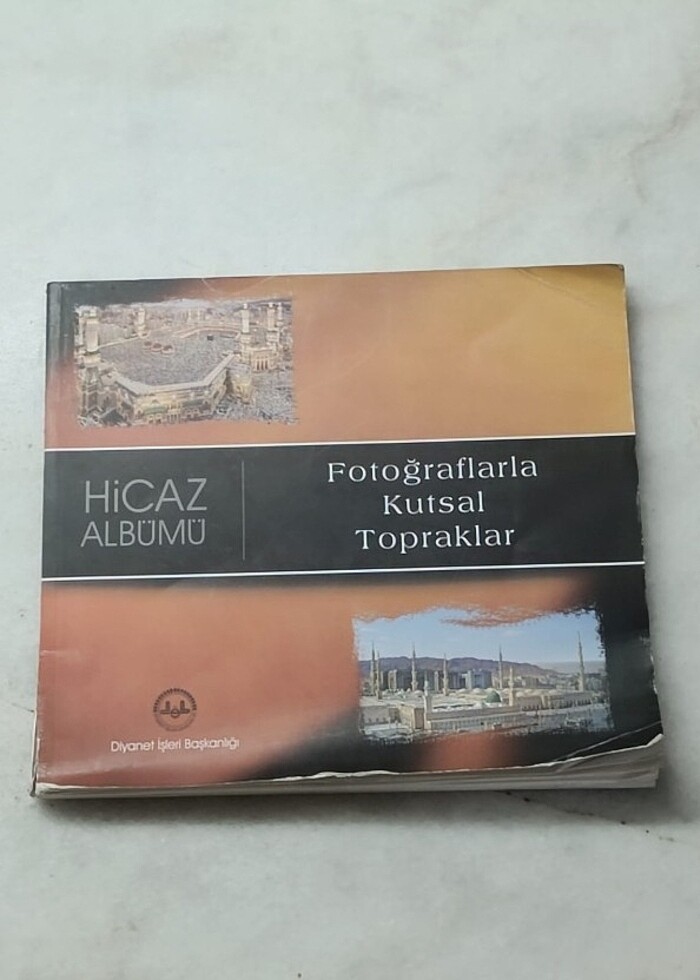 HiCAZ
ALBÜMÜ
Fotoğraflarla
Kutsal
Topraklar
Diyanet İşleri Başkanlığı